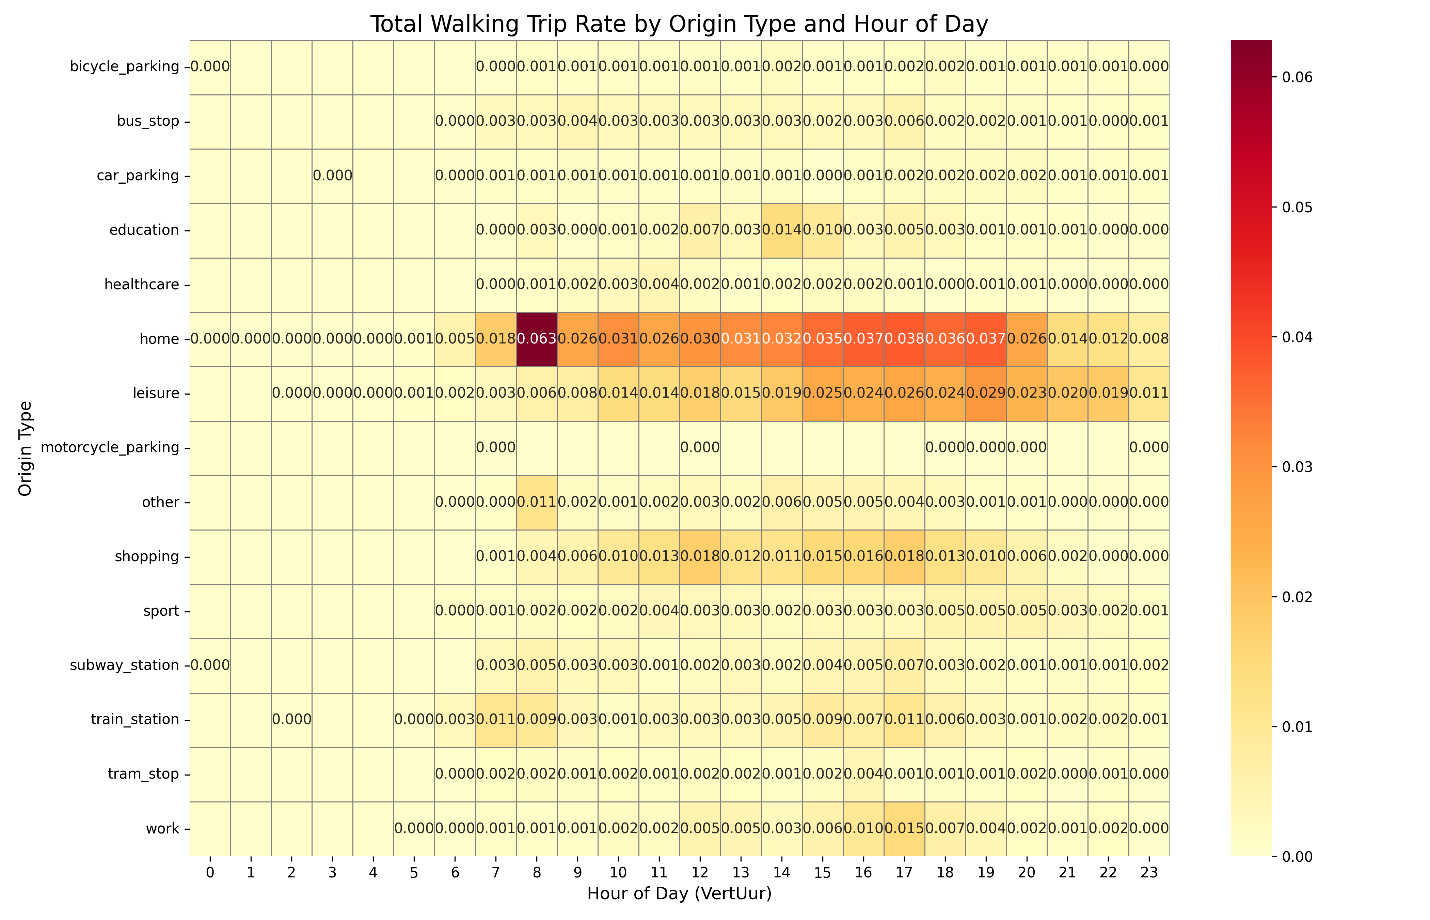 Total Walking Trip Rate by Origin Type and Hour of Day
bicycle_parking 0.000 0.000 0.001 0.001 0.001 0.001 0.001 0.001 0.002 0.001 0.001 0.002 0.002 0.001 0.001 0.001 0.001 0.000
bus_stop 0.000 0.003 0.003 0.004 0.003 0.003 0.003 0.003 0.003 0.002 0.003 0.006 0.002 0.002 0.001 0.001 0.000 0.001
car_parking 0.000 0.000 0.001 0.001 0.001 0.001 0.001 0.001 0.001 0.001 0.000 0.001 0.002 0.002 0.002 0.002 0.001 0.001 0.001
education 0.000 0.003 0.000 0.001 0.002 0.007 0.003 0.014 0.010 0.003 0.005 0.003 0.001 0.001 0.001 0.000 0.000
healthcare 0.000 0.001 0.002 0.003 0.004 0.002 0.001 0.002 0.002 0.002 0.001 0.000 0.001 0.001 0.000 0.000 0.000
home 0.000 0.000 0.000 0.000 0.000 0.001 0.005 0.018 0.063 0.026 0.031 0.026 0.030 0.031 0.032 0.035 0.037 0.038 0.036 0.037 0.026 0.014 0.012 0.008
leisure 0.000 0.000 0.000 0.001 0.002 0.003 0.006 0.008 0.014 0.014 0.018 0.015 0.019 0.025 0.024 0.026 0.024 0.029 0.023 0.020 0.019 0.011
motorcycle_parking 0.000 0.000 0.000 0.000 0.000 0.000
other 0.000 0.000 0.011 0.002 0.001 0.002 0.003 0.002 0.006 0.005 0.005 0.004 0.003 0.001 0.001 0.000 0.000 0.000
shopping 0.001 0.004 0.006 0.010 0.013 0.018 0.012 0.011 0.015 0.016 0.018 0.013 0.010 0.006 0.002 0.000 0.000
sport 0.000 0.001 0.002 0.002 0.002 0.004 0.003 0.003 0.002 0.003 0.003 0.003 0.005 0.005 0.005 0.003 0.002 0.001
subway_station 0.000 0.003 0.005 0.003 0.003 0.001 0.002 0.003 0.002 0.004 0.005 0.007 0.003 0.002 0.001 0.001 0.001 0.002
train_station 0.000 0.000 0.003 0.011 0.009 0.003 0.001 0.003 0.003 0.003 0.005 0.009 0.007 0.011 0.006 0.003 0.001 0.002 0.002 0.001
tram_stop 0.000 0.002 0.002 0.001 0.002 0.001 0.002 0.002 0.001 0.002 0.004 0.001 0.001 0.001 0.002 0.000 0.001 0.000
work 0.000 0.000 0.001 0.001 0.001 0.002 0.002 0.005 0.005 0.003 0.006 0.010 0.015 0.007 0.004 0.002 0.001 0.002 0.000
0 1 2 3 4 5 6 7 8 9 10 11 12 13 14 15 16 17 18 19 20 21 22 23
Hour of Day (VertUur)
Origin Type
0.06
0.05
0.04
0.03
0.02
0.01
0.00